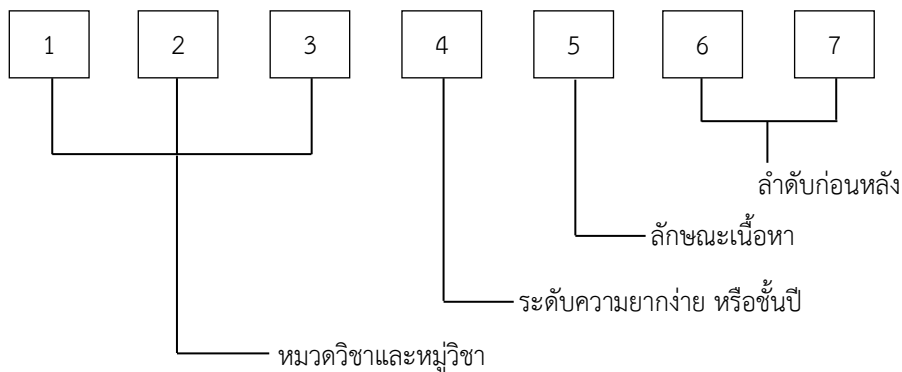 1 2 3 4 5 6 7
ลำดับก่อนหลัง
ลักษณะเนื้อหา
ระดับความยากง่าย หรือชั้นปี
หมวดวิชาและหมู่วิชา